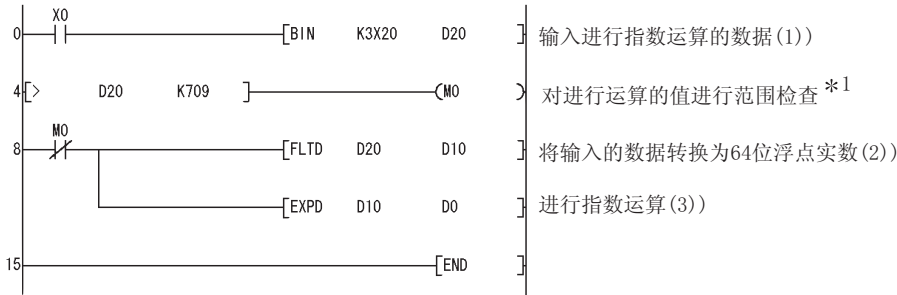 X0
0 [BIN K3X20 D20 ] 输入进行指数运算的数据(1))
4 [> D20 K709 ] (M0 ) 对进行运算的值进行范围检查*1
M0
8 [FLTD D20 D10 ] 将输入的数据转换为64位浮点实数(2))
[EXPD D10 D0 ] 进行指数运算(3))
15 [END ]